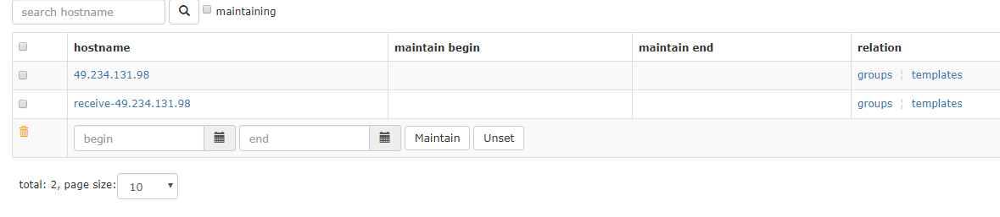 search hostname maintaining
hostname maintain begin maintain end relation
49.234.131.98 groups ¦ templates
receive-49.234.131.98 groups ¦ templates
begin end Maintain Unset
total: 2, page size: 10